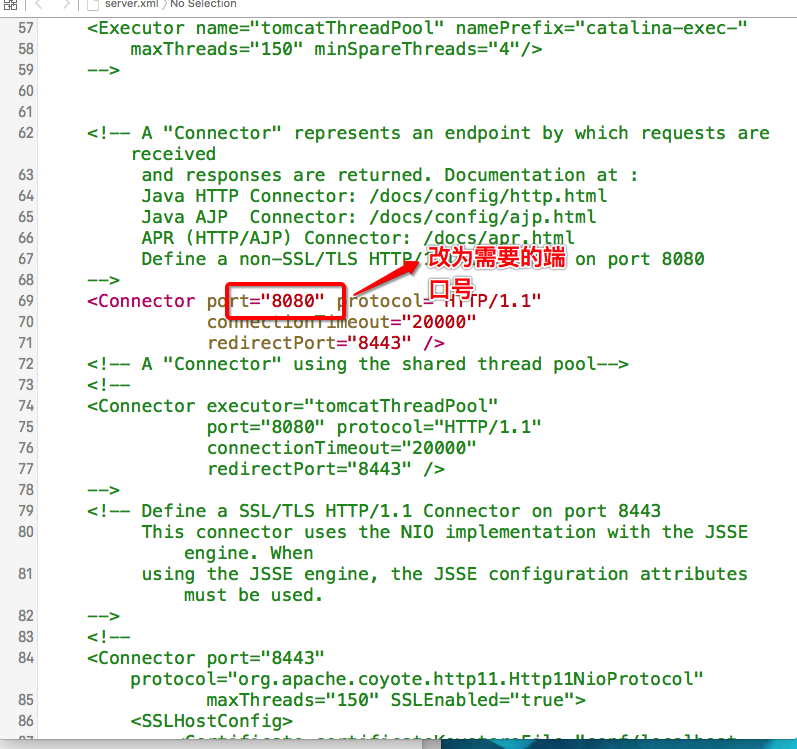 server.xml 〉 No Selection
57 <Executor name="tomcatThreadPool" namePrefix="catalina-exec-"
58 maxThreads="150" minSpareThreads="4"/>
59 -->
60
61
62 <!-- A "Connector" represents an endpoint by which requests are
received
63 and responses are returned. Documentation at :
64 Java HTTP Connector: /docs/config/http.html
65 Java AJP  Connector: /docs/config/ajp.html
66 APR (HTTP/AJP) Connector: /docs/apr.html
67 Define a non-SSL/TLS HTTP/1 on port 8080
改为需要的端
口号
68 -->
69 <Connector port="8080" protocol="HTTP/1.1"
70 connectionTimeout="20000"
71 redirectPort="8443" />
72 <!-- A "Connector" using the shared thread pool-->
73 <!--
74 <Connector executor="tomcatThreadPool"
75 port="8080" protocol="HTTP/1.1"
76 connectionTimeout="20000"
77 redirectPort="8443" />
78 -->
79 <!-- Define a SSL/TLS HTTP/1.1 Connector on port 8443
80 This connector uses the NIO implementation with the JSSE
engine. When
81 using the JSSE engine, the JSSE configuration attributes
must be used.
82 -->
83 <!--
84 <Connector port="8443"
protocol="org.apache.coyote.http11.Http11NioProtocol"
85 maxThreads="150" SSLEnabled="true">
86 <SSLHostConfig>